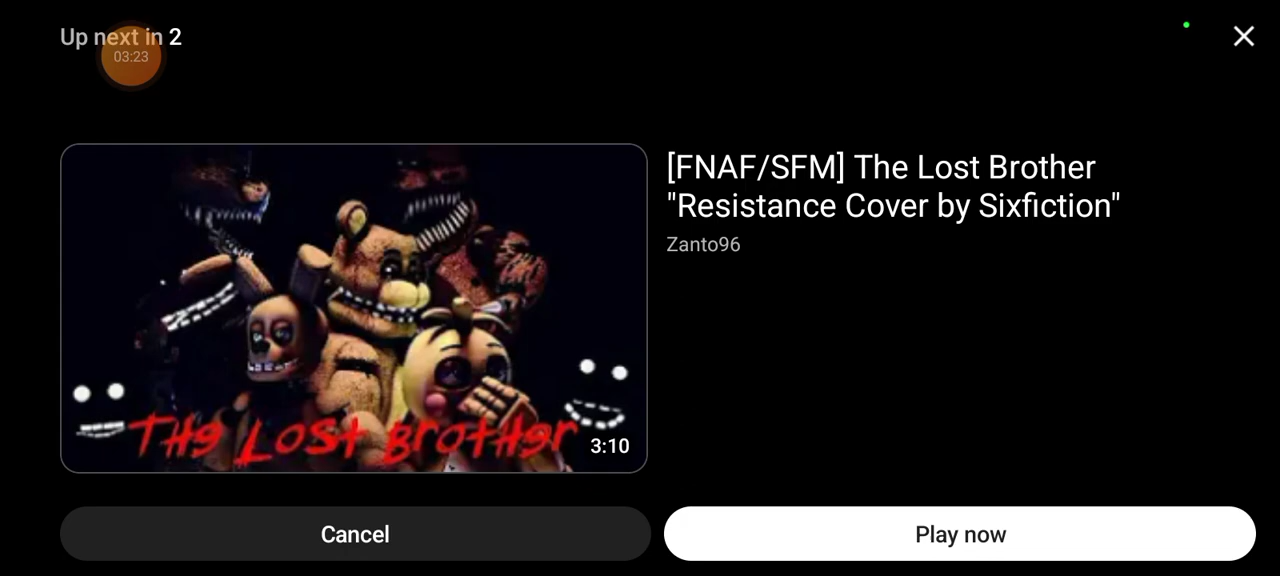 Up next in 2
03:23
[FNAF/SFM] The Lost Brother
"Resistance Cover by Sixfiction"
Zanto96
THe Lost Brother
3:10
Cancel
Play now